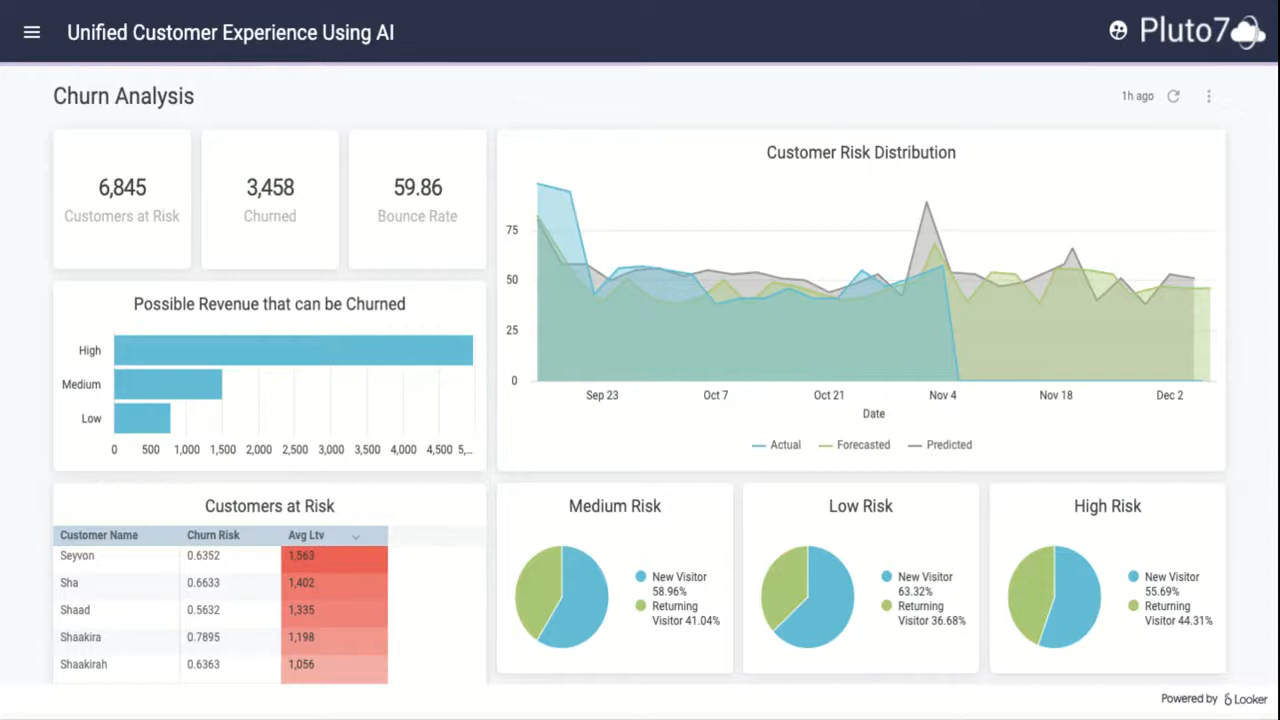 Unified Customer Experience Using AI
Pluto7
Churn Analysis
1h ago
6,845
Customers at Risk
3,458
Churned
59.86
Bounce Rate
Possible Revenue that can be Churned
High
Medium
Low
0 500 1,000 1,500 2,000 2,500 3,000 3,500 4,000 4,500 5,...
Customer Risk Distribution
75
50
25
0
Sep 23 Oct 7 Oct 21 Nov 4 Nov 18 Dec 2
Date
Actual Forecasted Predicted
Customers at Risk
Customer Name Churn Risk Avg Ltv
Seyvon 0.6352 1,563
Sha 0.6633 1,402
Shaad 0.5632 1,335
Shaakira 0.7895 1,198
Shaakirah 0.6363 1,056
Medium Risk
New Visitor
58.96%
Returning
Visitor 41.04%
Low Risk
New Visitor
63.32%
Returning
Visitor 36.68%
High Risk
New Visitor
55.69%
Returning
Visitor 44.31%
Powered by Looker